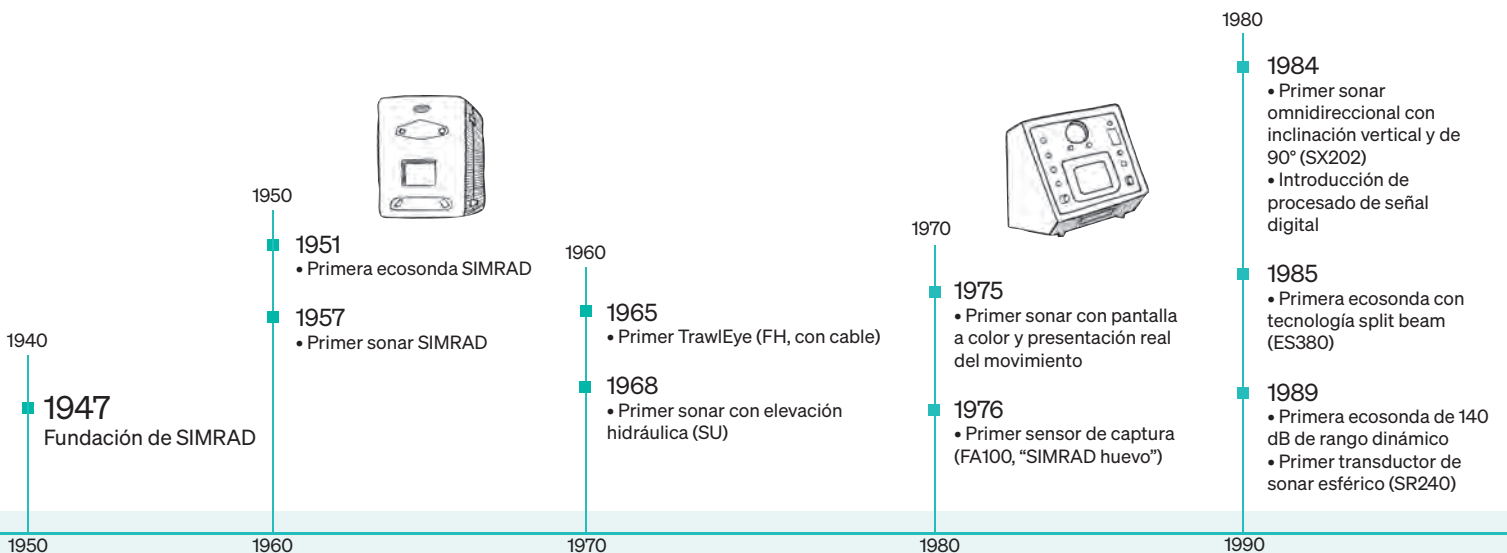 1940
1947
Fundación de SIMRAD
1950
1950
1951
• Primera ecosonda SIMRAD
1957
• Primer sonar SIMRAD
1960
1960
1965
• Primer TrawlEye (FH, con cable)
1968
• Primer sonar con elevación
hidráulica (SU)
1970
1970
1975
• Primer sonar con pantalla
a color y presentación real
del movimiento
1976
• Primer sensor de captura
(FA100, “SIMRAD huevo”)
1980
1980
1984
• Primer sonar
omnidireccional con
inclinación vertical y de
90° (SX202)
• Introducción de
procesado de señal
digital
1985
• Primera ecosonda con
tecnología split beam
(ES380)
1989
• Primera ecosonda de 140
dB de rango dinámico
• Primer transductor de
sonar esférico (SR240)
1990